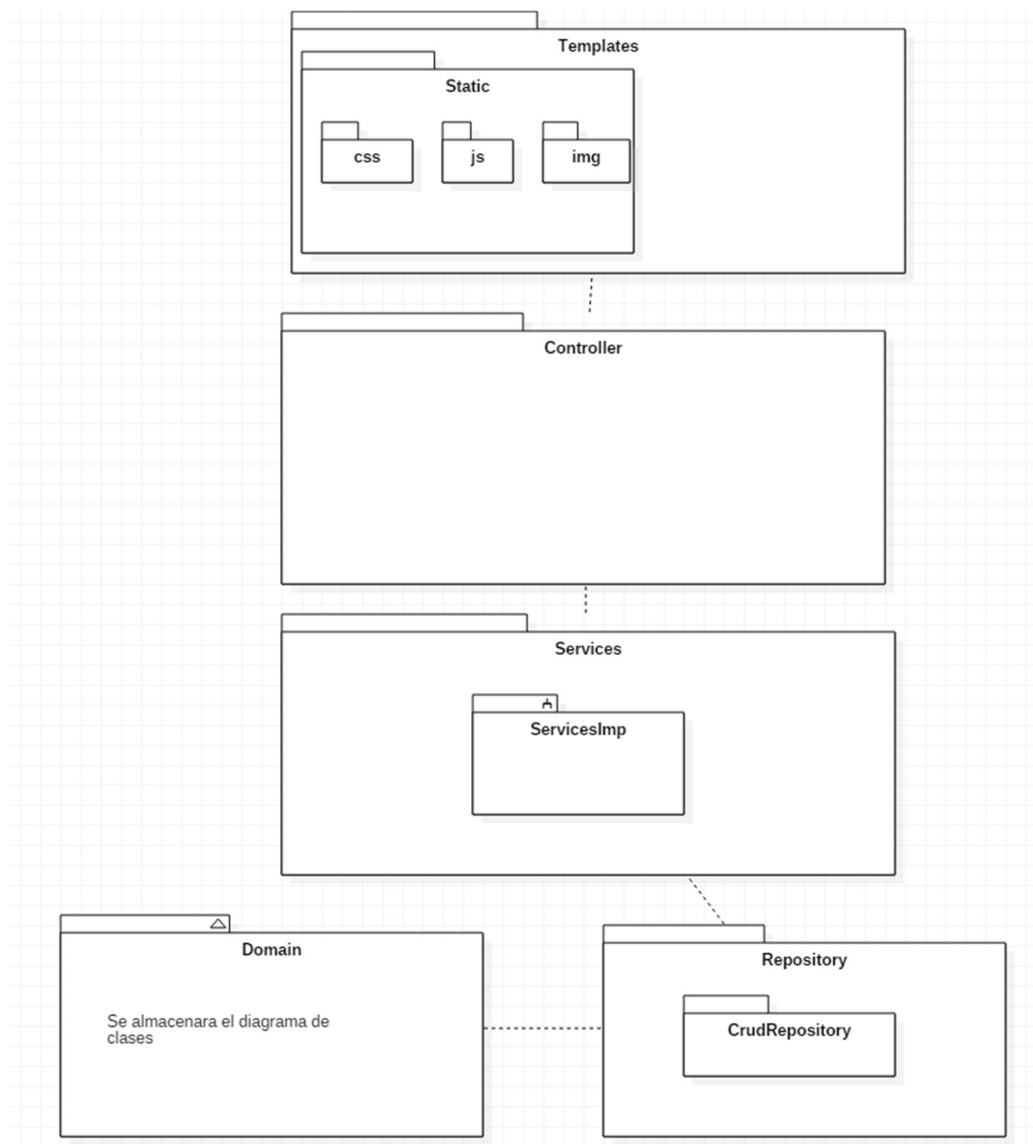 Templates
Static
css
js
img
Controller
Services
ServicesImp
Domain
Se almacenara el diagrama de
clases
Repository
CrudRepository